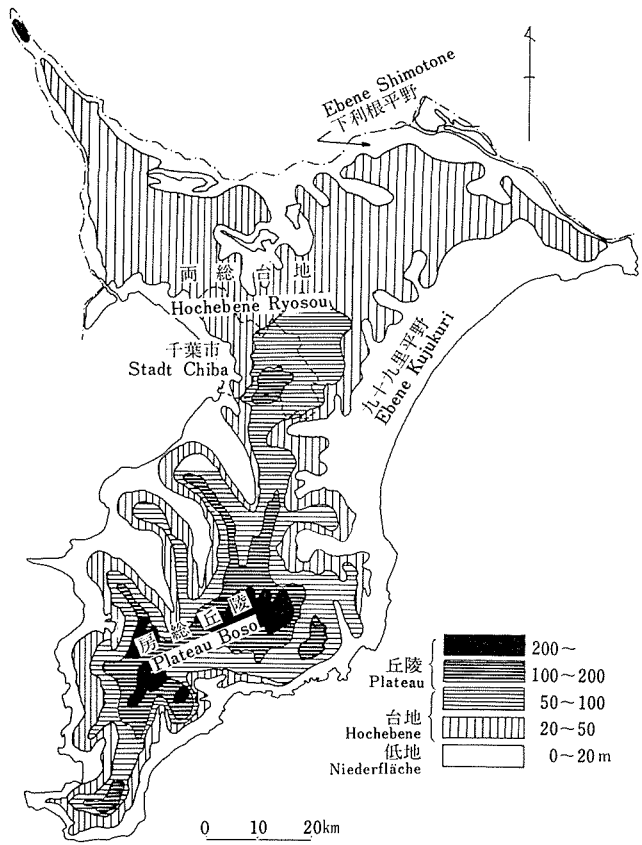 Ebene Shimotone
下利根平野
両総台地
Hochebene Ryosou
千葉市
Stadt Chiba
九十九里平野
Ebene Kujukuri
房総丘陵
Plateau Boso
丘陵
Plateau
台地
Hochebene
低地
Niederfläche
200～
100～200
50～100
20～50
0～20m
0 10 20km